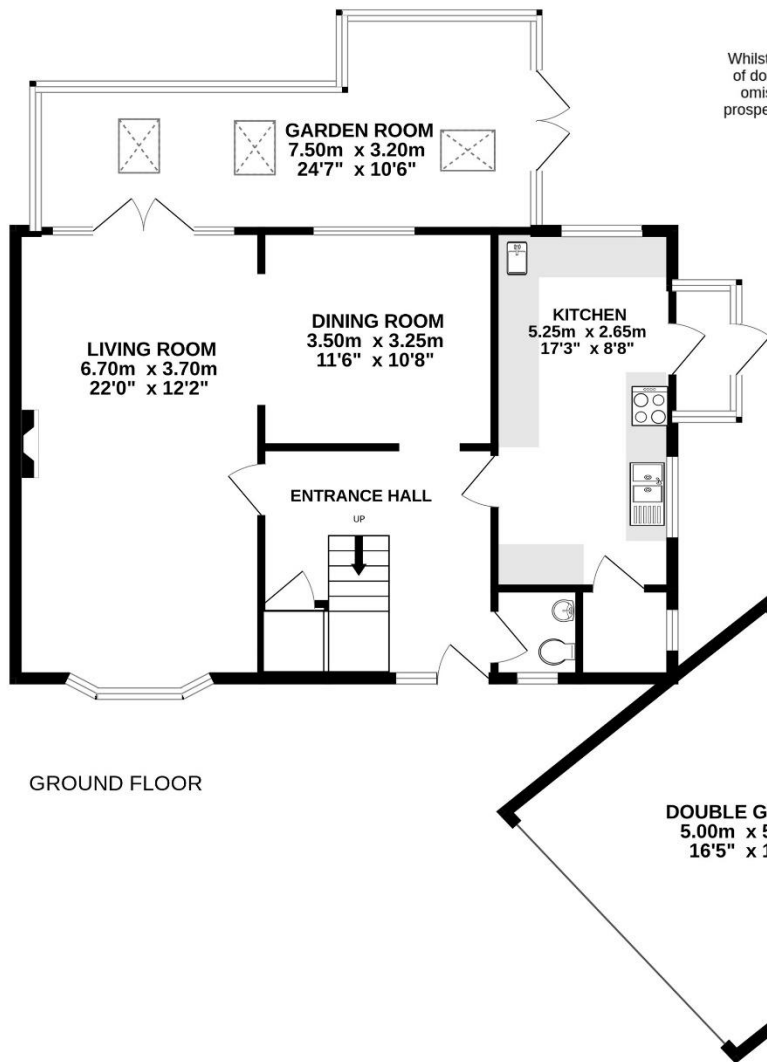 Whilst
of do
omis
prospe
GARDEN ROOM
7.50m x 3.20m
24'7" x 10'6"
KITCHEN
5.25m x 2.65m
17'3" x 8'8"
DINING ROOM
3.50m x 3.25m
11'6" x 10'8"
LIVING ROOM
6.70m x 3.70m
22'0" x 12'2"
ENTRANCE HALL
UP
GROUND FLOOR
DOUBLE G
5.00m x 5
16'5" x 1